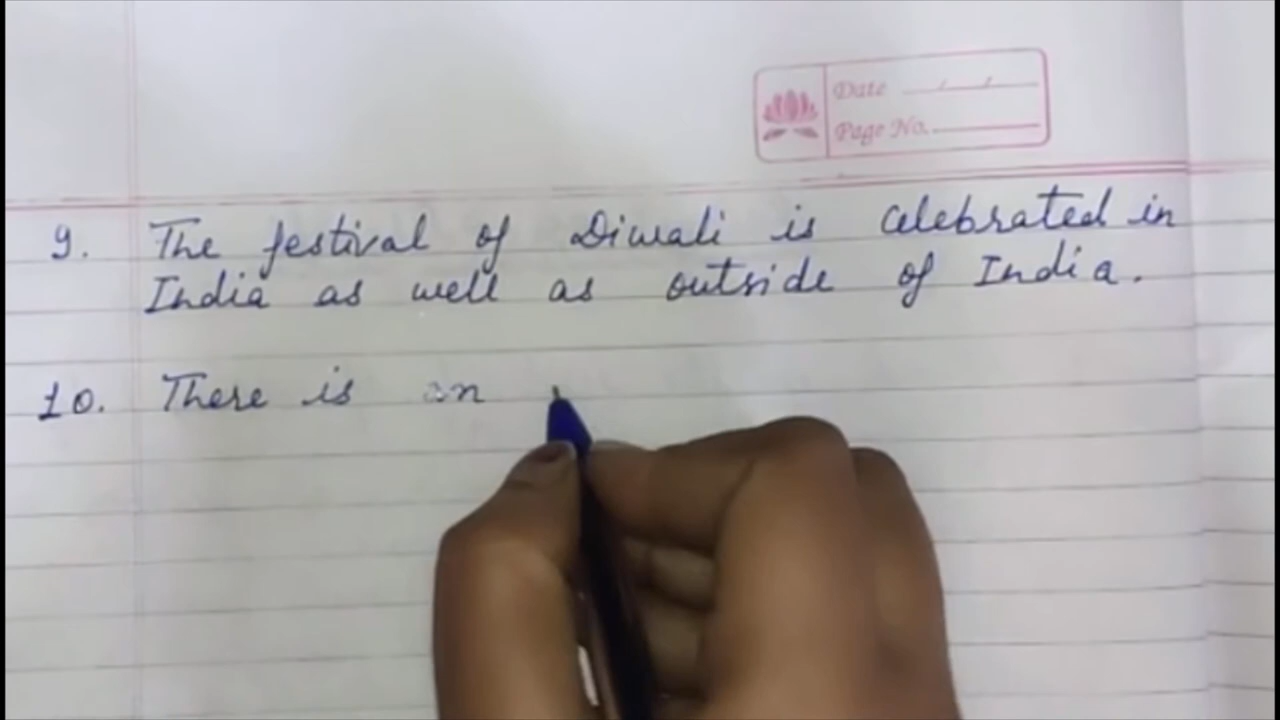 Date
Page No.
9. The festival of Diwali is celebrated in
India as well as outside of India.
10. There is an